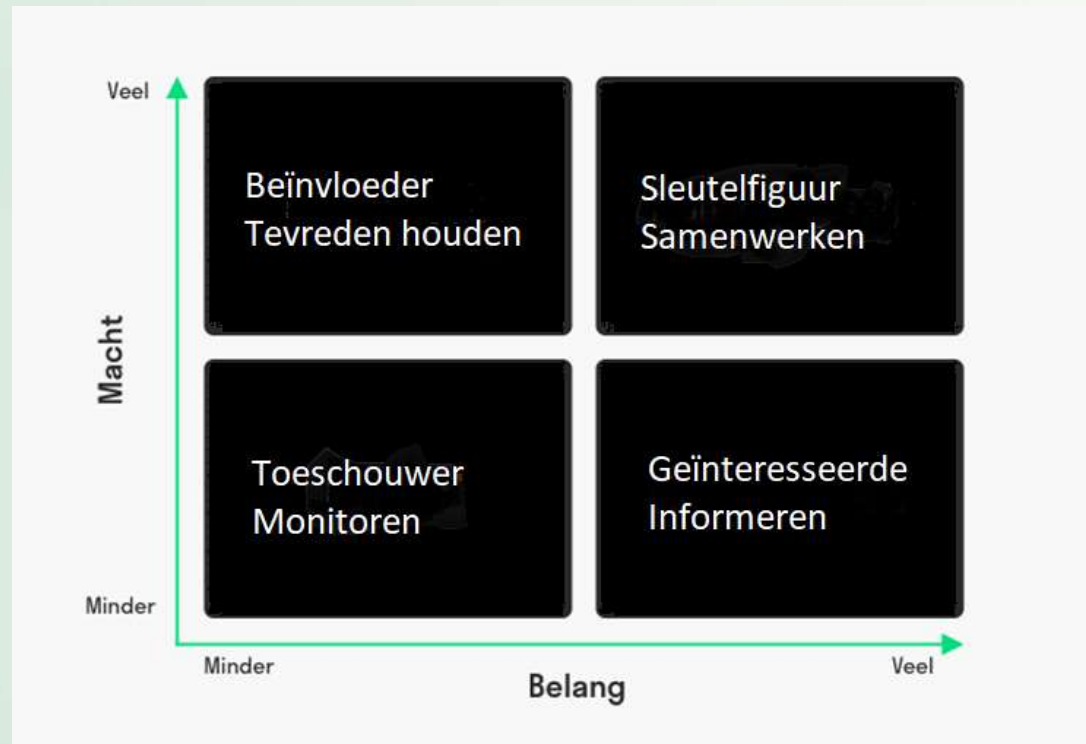 Veel
Beïnvloeder
Tevreden houden
Sleutelfiguur
Samenwerken
Macht
Toeschouwer
Monitoren
Geïnteresseerde
Informeren
Minder
Minder
Veel
Belang